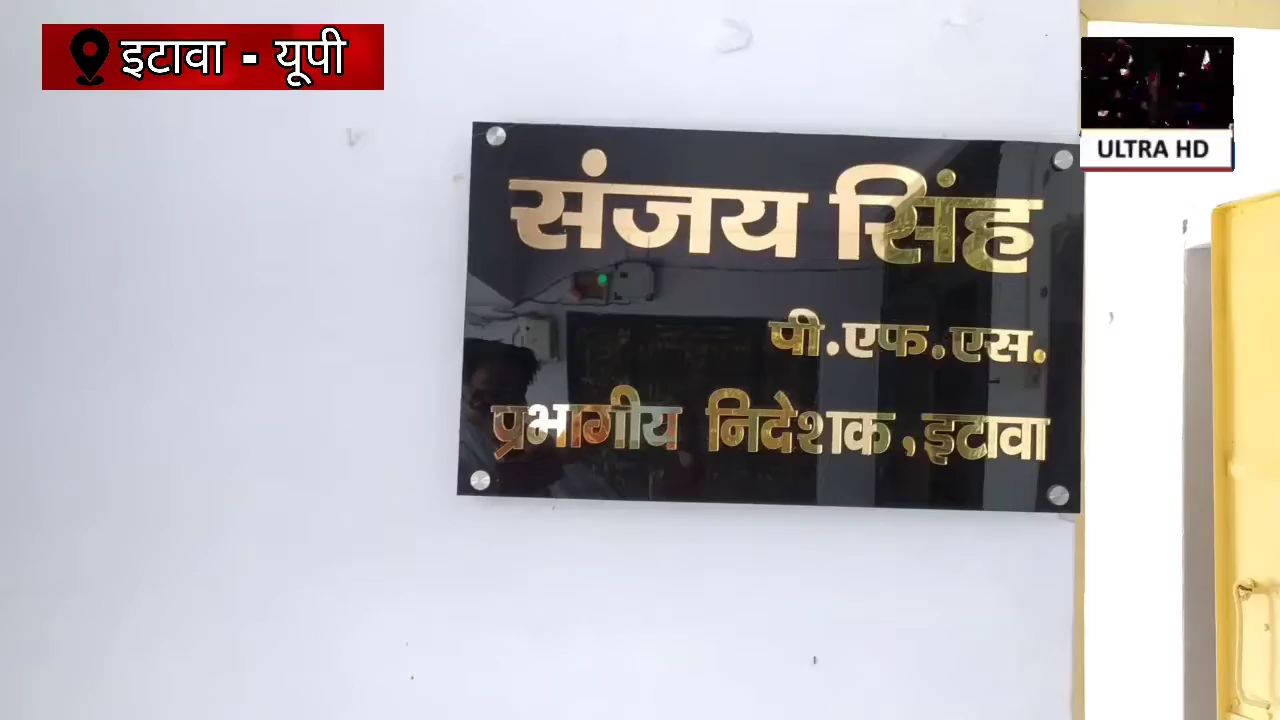 इटावा - यूपी
ULTRA HD
संजय सिंह
पी.एफ.एस.
प्रभागीय निदेशक,इटावा